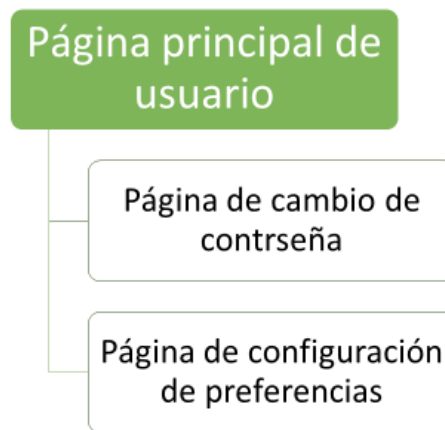 Página principal de
usuario
Página de cambio de
contrseña
Página de configuración
de preferencias